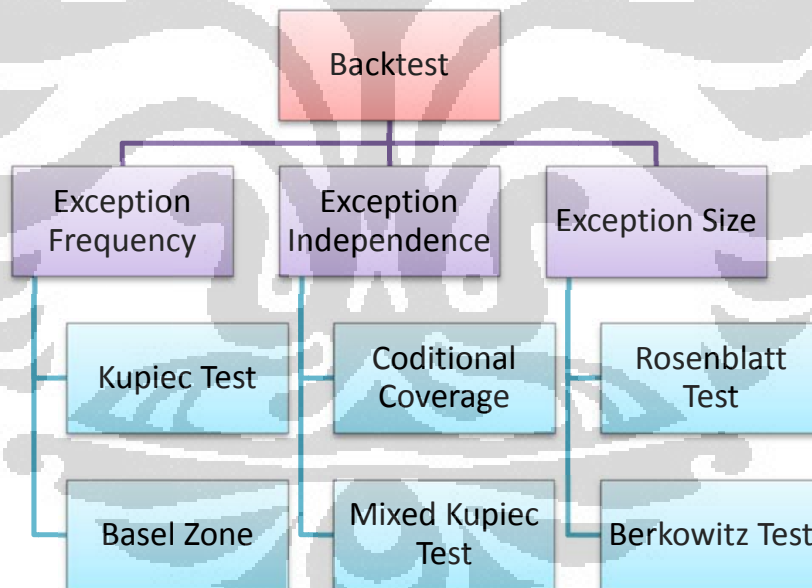 Backtest
Exception
Frequency
Exception
Independence
Exception Size
Kupiec Test
Coditional
Coverage
Rosenblatt
Test
Basel Zone
Mixed Kupiec
Test
Berkowitz Test